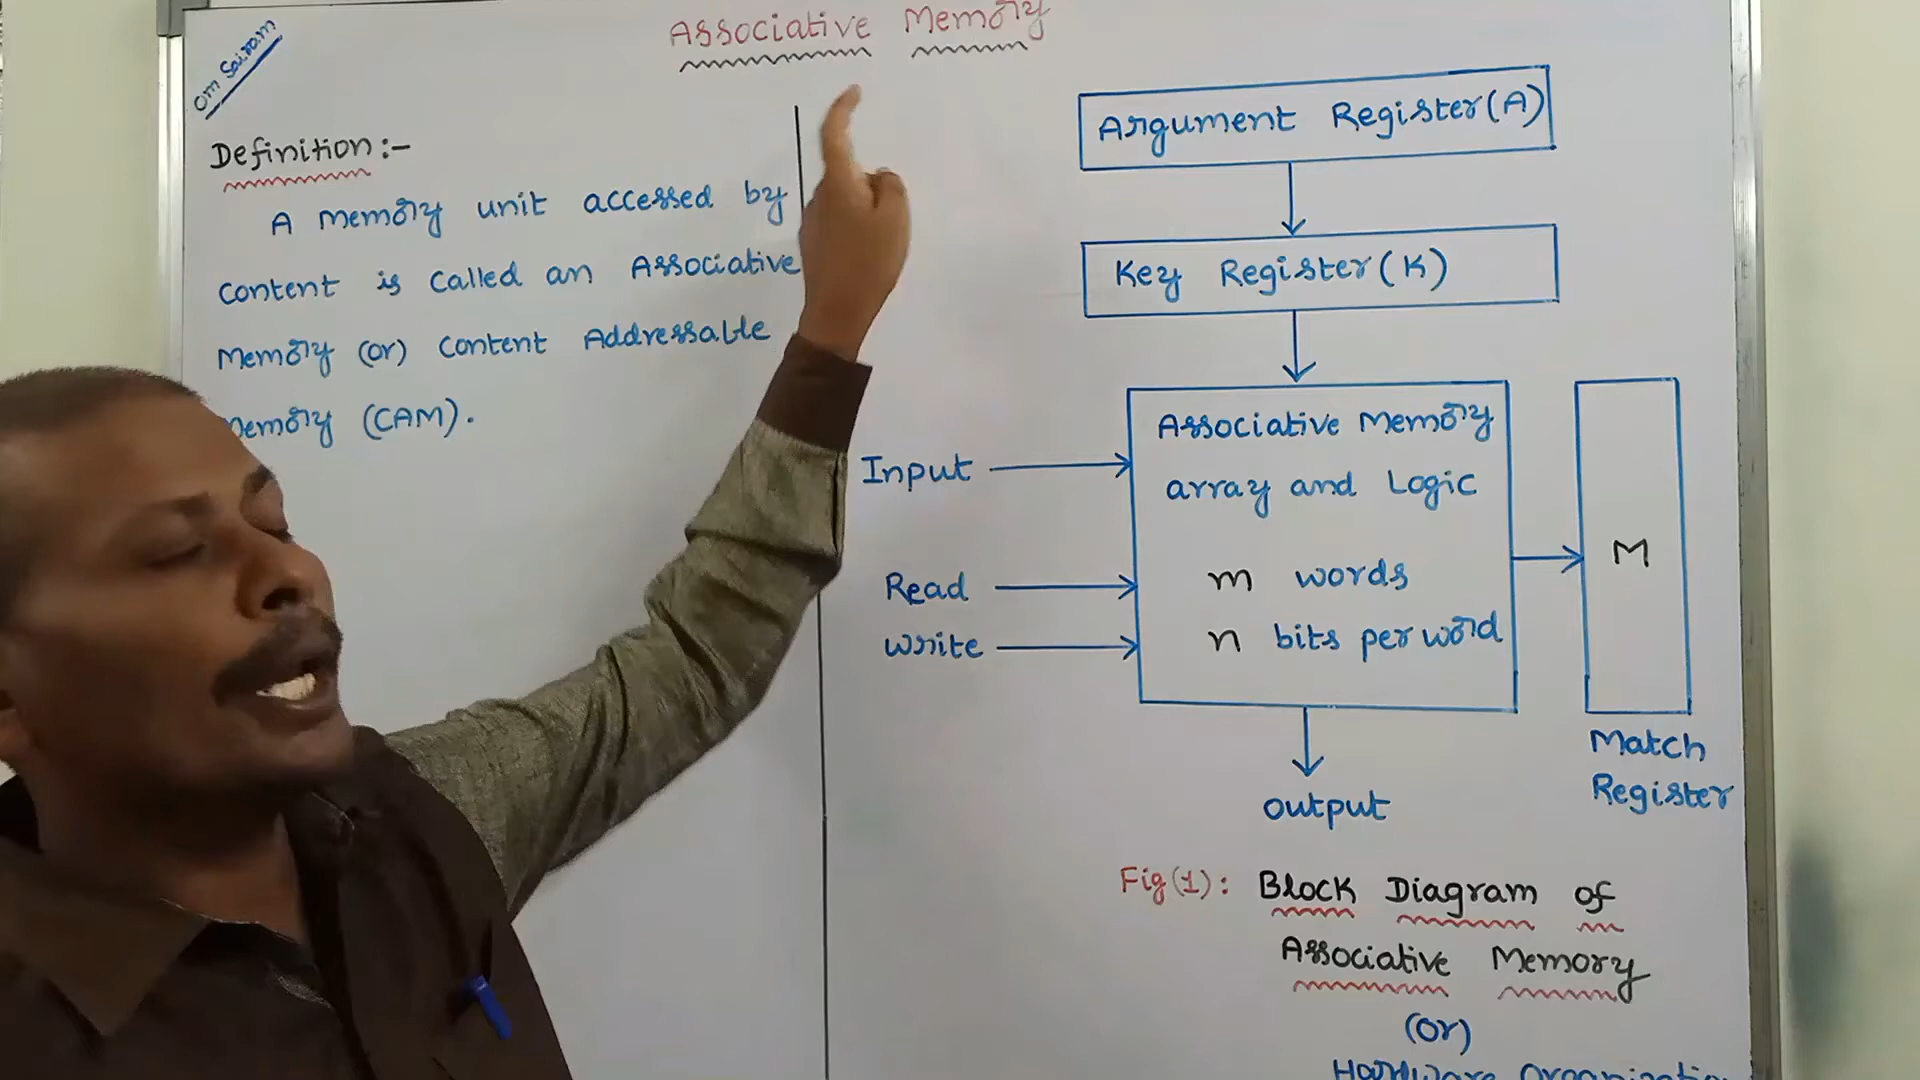 Associative Memory
Om Sairam
Definition:-
A Memory unit accessed by
Content is called an Associative
Memory (or) Content Addressable
Memory (CAM).
Argument Register(A)
Key Register(K)
Associative Memory
array and Logic
m words
n bits per word
Input
Read
Write
M
Match
Register
output
Fig(1): Block Diagram of
Associative Memory
(or)
Hardware Organization